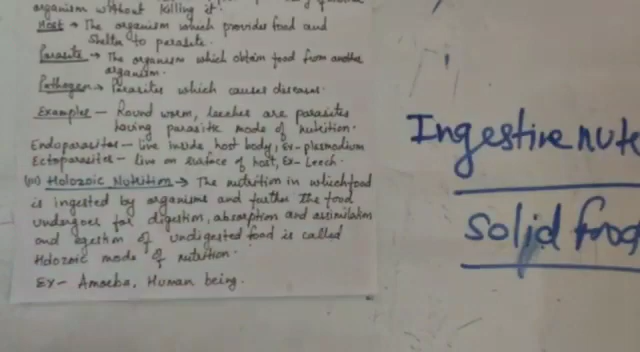 organism without killing it.
Host → The organism which provides food and
Shelter to parasite.
Parasite → The organism which obtain food from another
organism.
Pathogen → Parasites which causes diseases.
Examples — Round worm, leeches are parasites
having parasitic mode of nutrition.
Endoparasites — live inside host body, Ex - plasmodium
Ectoparasites - live on surface of host, Ex - Leech.
(iii) Holozoic Nutrition → The nutrition in which food
is ingested by organisms and further the food
undergoes for digestion, absorption and assimilation
and egestion of undigested food is called
Holozoic mode of nutrition.
Ex - Amoeba, Human being.
Ingestive nut
Solid food